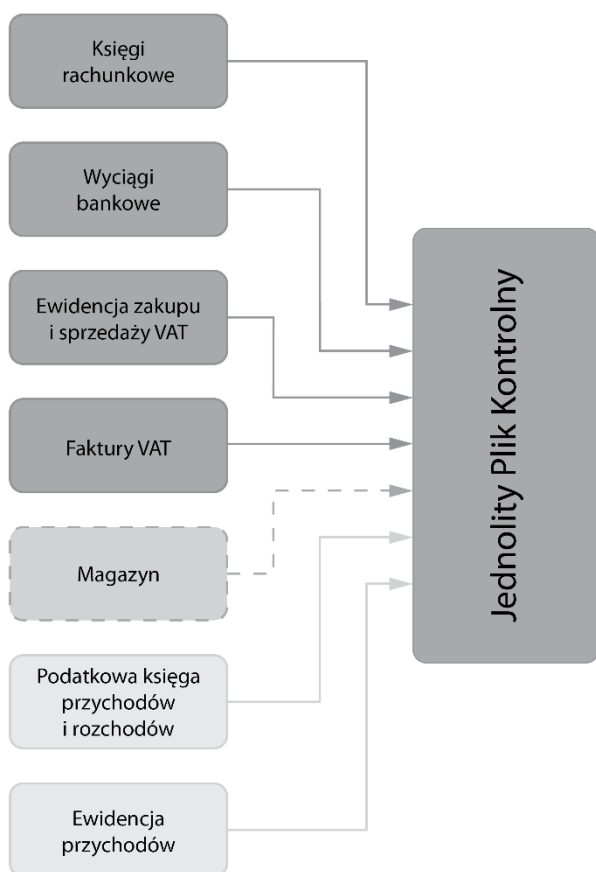 Księgi
rachunkowe
Wyciągi
bankowe
Ewidencja zakupu
i sprzedaży VAT
Faktury VAT
Magazyn
Podatkowa księga
przychodów
i rozchodów
Ewidencja
przychodów
Jednolity Plik Kontrolny